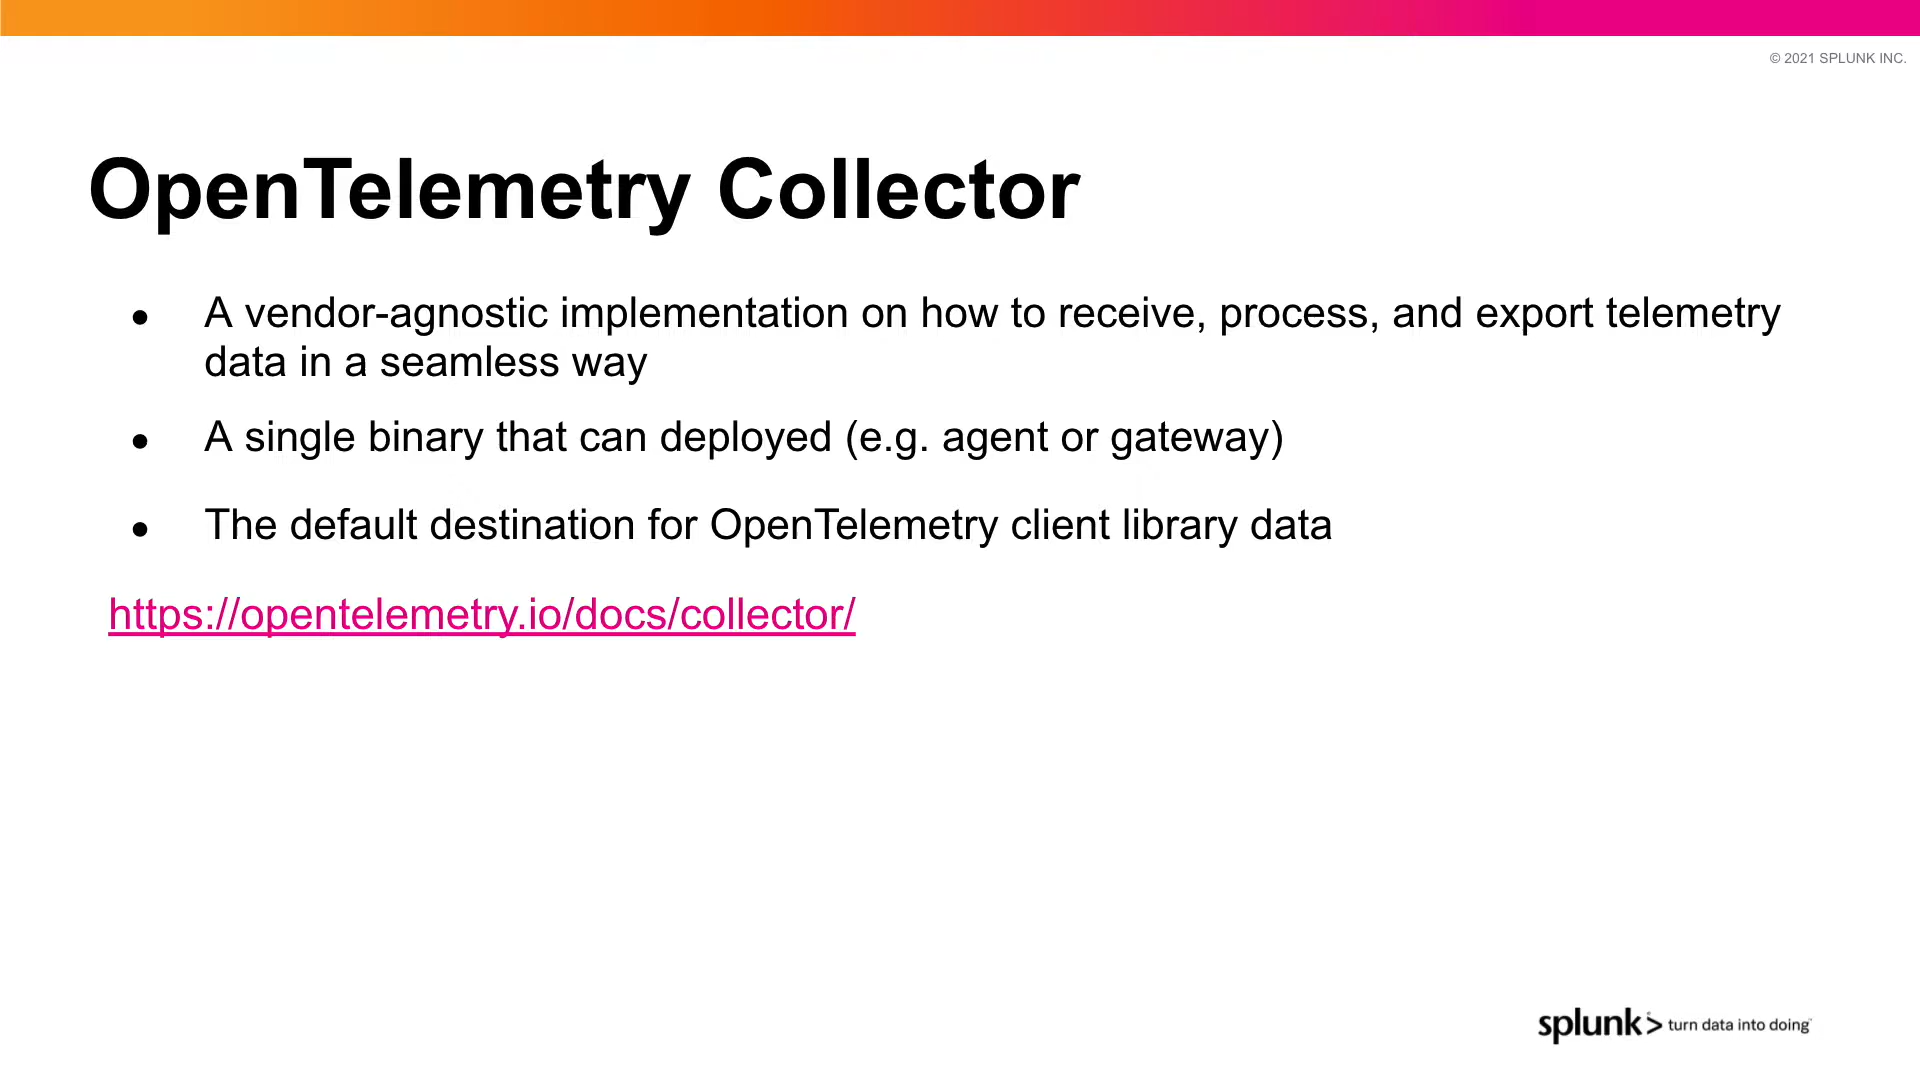 © 2021 SPLUNK INC.
OpenTelemetry Collector
● A vendor-agnostic implementation on how to receive, process, and export telemetry
data in a seamless way
● A single binary that can deployed (e.g. agent or gateway)
● The default destination for OpenTelemetry client library data
https://opentelemetry.io/docs/collector/
splunk> turn data into doing™